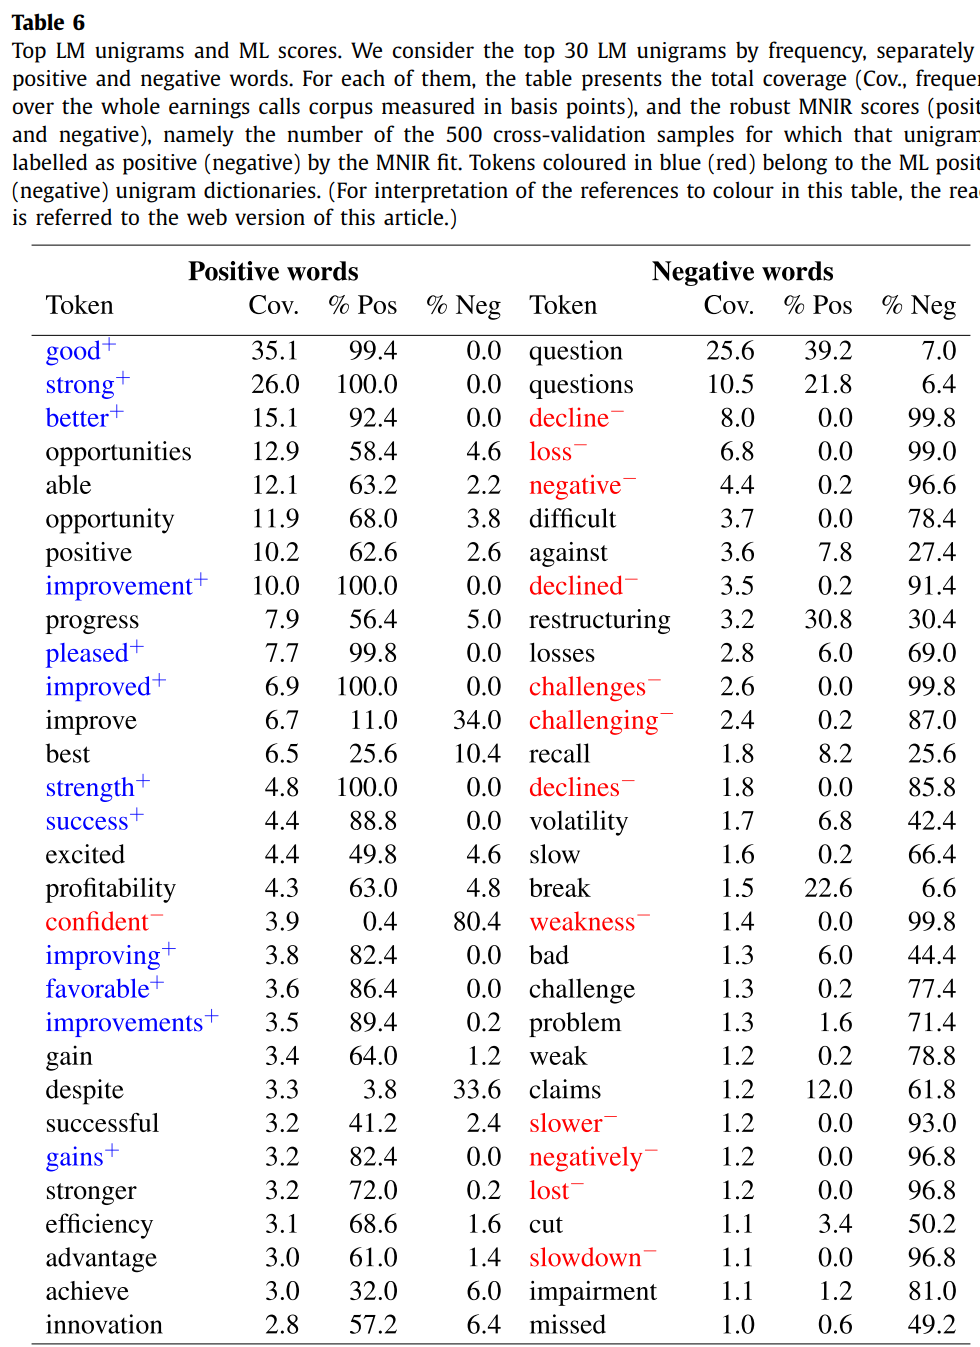 Table 6
Top LM unigrams and ML scores. We consider the top 30 LM unigrams by frequency, separately
positive and negative words. For each of them, the table presents the total coverage (Cov.,
over the whole earnings calls corpus measured in basis points), and the robust MNIR scores
and negative), namely the number of the 500 cross-validation samples for which that unigram
labelled as positive (negative) by the MNIR fit. Tokens coloured in blue (red) belong to the ML
(negative) unigram dictionaries. (For interpretation of the references to colour in this table, the
is referred to the web version of this article.)
Positive words Negative words
Token Cov. % Pos % Neg Token Cov. % Pos % Neg
good+ 35.1 99.4 0.0 question 25.6 39.2 7.0
strong+ 26.0 100.0 0.0 questions 10.5 21.8 6.4
better+ 15.1 92.4 0.0 decline− 8.0 0.0 99.8
opportunities 12.9 58.4 4.6 loss− 6.8 0.0 99.0
able 12.1 63.2 2.2 negative− 4.4 0.2 96.6
opportunity 11.9 68.0 3.8 difficult 3.7 0.0 78.4
positive 10.2 62.6 2.6 against 3.6 7.8 27.4
improvement+ 10.0 100.0 0.0 declined− 3.5 0.2 91.4
progress 7.9 56.4 5.0 restructuring 3.2 30.8 30.4
pleased+ 7.7 99.8 0.0 losses 2.8 6.0 69.0
improved+ 6.9 100.0 0.0 challenges− 2.6 0.0 99.8
improve 6.7 11.0 34.0 challenging− 2.4 0.2 87.0
best 6.5 25.6 10.4 recall 1.8 8.2 25.6
strength+ 4.8 100.0 0.0 declines− 1.8 0.0 85.8
success+ 4.4 88.8 0.0 volatility 1.7 6.8 42.4
excited 4.4 49.8 4.6 slow 1.6 0.2 66.4
profitability 4.3 63.0 4.8 break 1.5 22.6 6.6
confident− 3.9 0.4 80.4 weakness− 1.4 0.0 99.8
improving+ 3.8 82.4 0.0 bad 1.3 6.0 44.4
favorable+ 3.6 86.4 0.0 challenge 1.3 0.2 77.4
improvements+ 3.5 89.4 0.2 problem 1.3 1.6 71.4
gain 3.4 64.0 1.2 weak 1.2 0.2 78.8
despite 3.3 3.8 33.6 claims 1.2 12.0 61.8
successful 3.2 41.2 2.4 slower− 1.2 0.0 93.0
gains+ 3.2 82.4 0.0 negatively− 1.2 0.0 96.8
stronger 3.2 72.0 0.2 lost− 1.2 0.0 96.8
efficiency 3.1 68.6 1.6 cut 1.1 3.4 50.2
advantage 3.0 61.0 1.4 slowdown− 1.1 0.0 96.8
achieve 3.0 32.0 6.0 impairment 1.1 1.2 81.0
innovation 2.8 57.2 6.4 missed 1.0 0.6 49.2